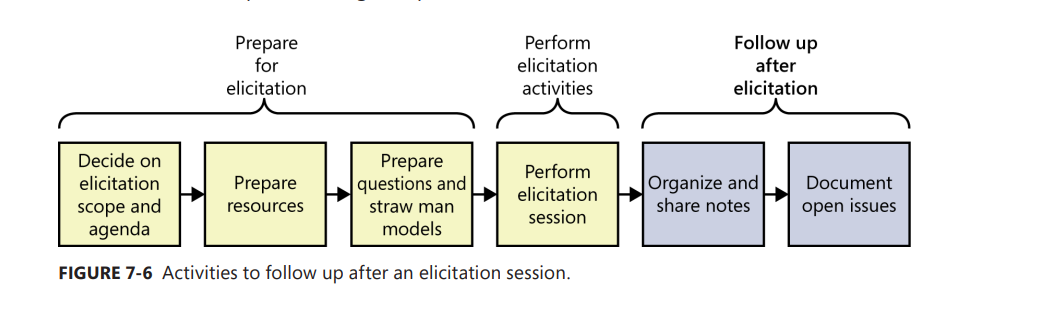 Prepare
for
elicitation
Perform
elicitation
activities
Follow up
after
elicitation
Decide on
elicitation
scope and
agenda
Prepare
resources
Prepare
questions and
straw man
models
Perform
elicitation
session
Organize and
share notes
Document
open issues
FIGURE 7-6 Activities to follow up after an elicitation session.